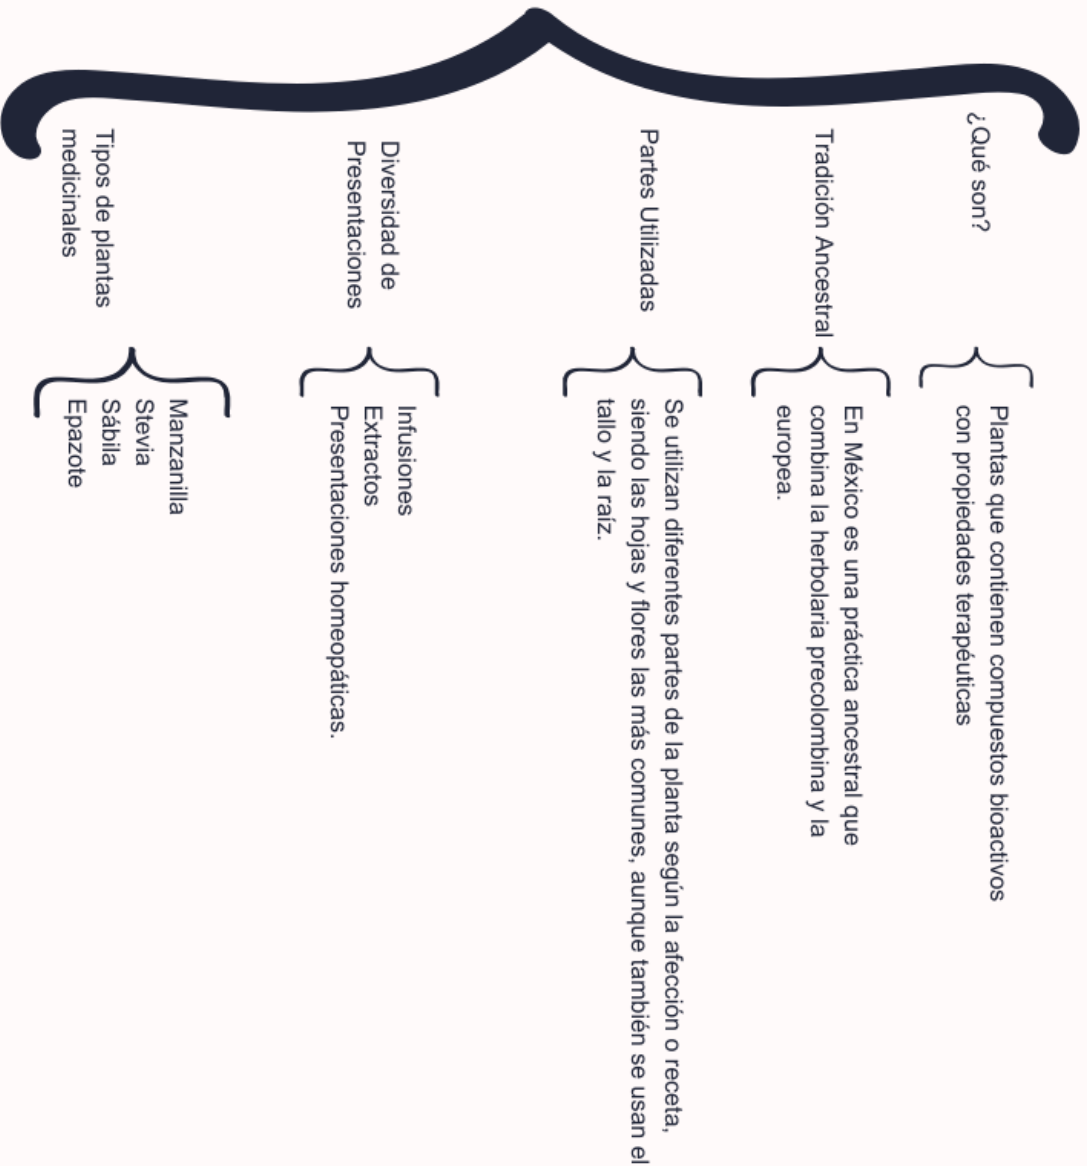 ¿Qué son?
Plantas que contienen compuestos bioactivos
con propiedades terapéuticas
Tradición Ancestral
En México es una práctica ancestral que
combina la herbolaria precolombina y la
europea.
Partes Utilizadas
Se utilizan diferentes partes de la planta según la afección o receta,
siendo las hojas y flores las más comunes, aunque también se usan el
tallo y la raíz.
Diversidad de
Presentaciones
Infusiones
Extractos
Presentaciones homeopáticas.
Tipos de plantas
medicinales
Manzanilla
Stevia
Sábila
Epazote